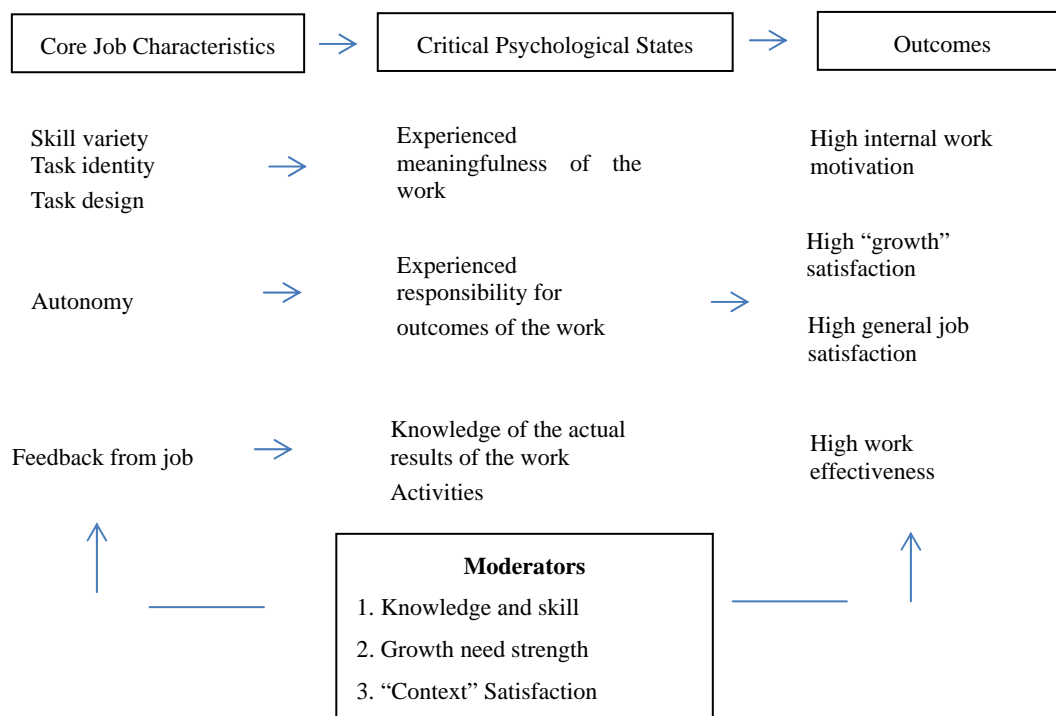 Core Job Characteristics
Critical Psychological States
Outcomes
Skill variety
Task identity
Task design
Experienced
meaningfulness of the
work
High internal work
motivation
Autonomy
Experienced
responsibility for
outcomes of the work
High “growth”
satisfaction
High general job
satisfaction
Feedback from job
Knowledge of the actual
results of the work
Activities
High work
effectiveness
Moderators
1. Knowledge and skill
2. Growth need strength
3. “Context” Satisfaction